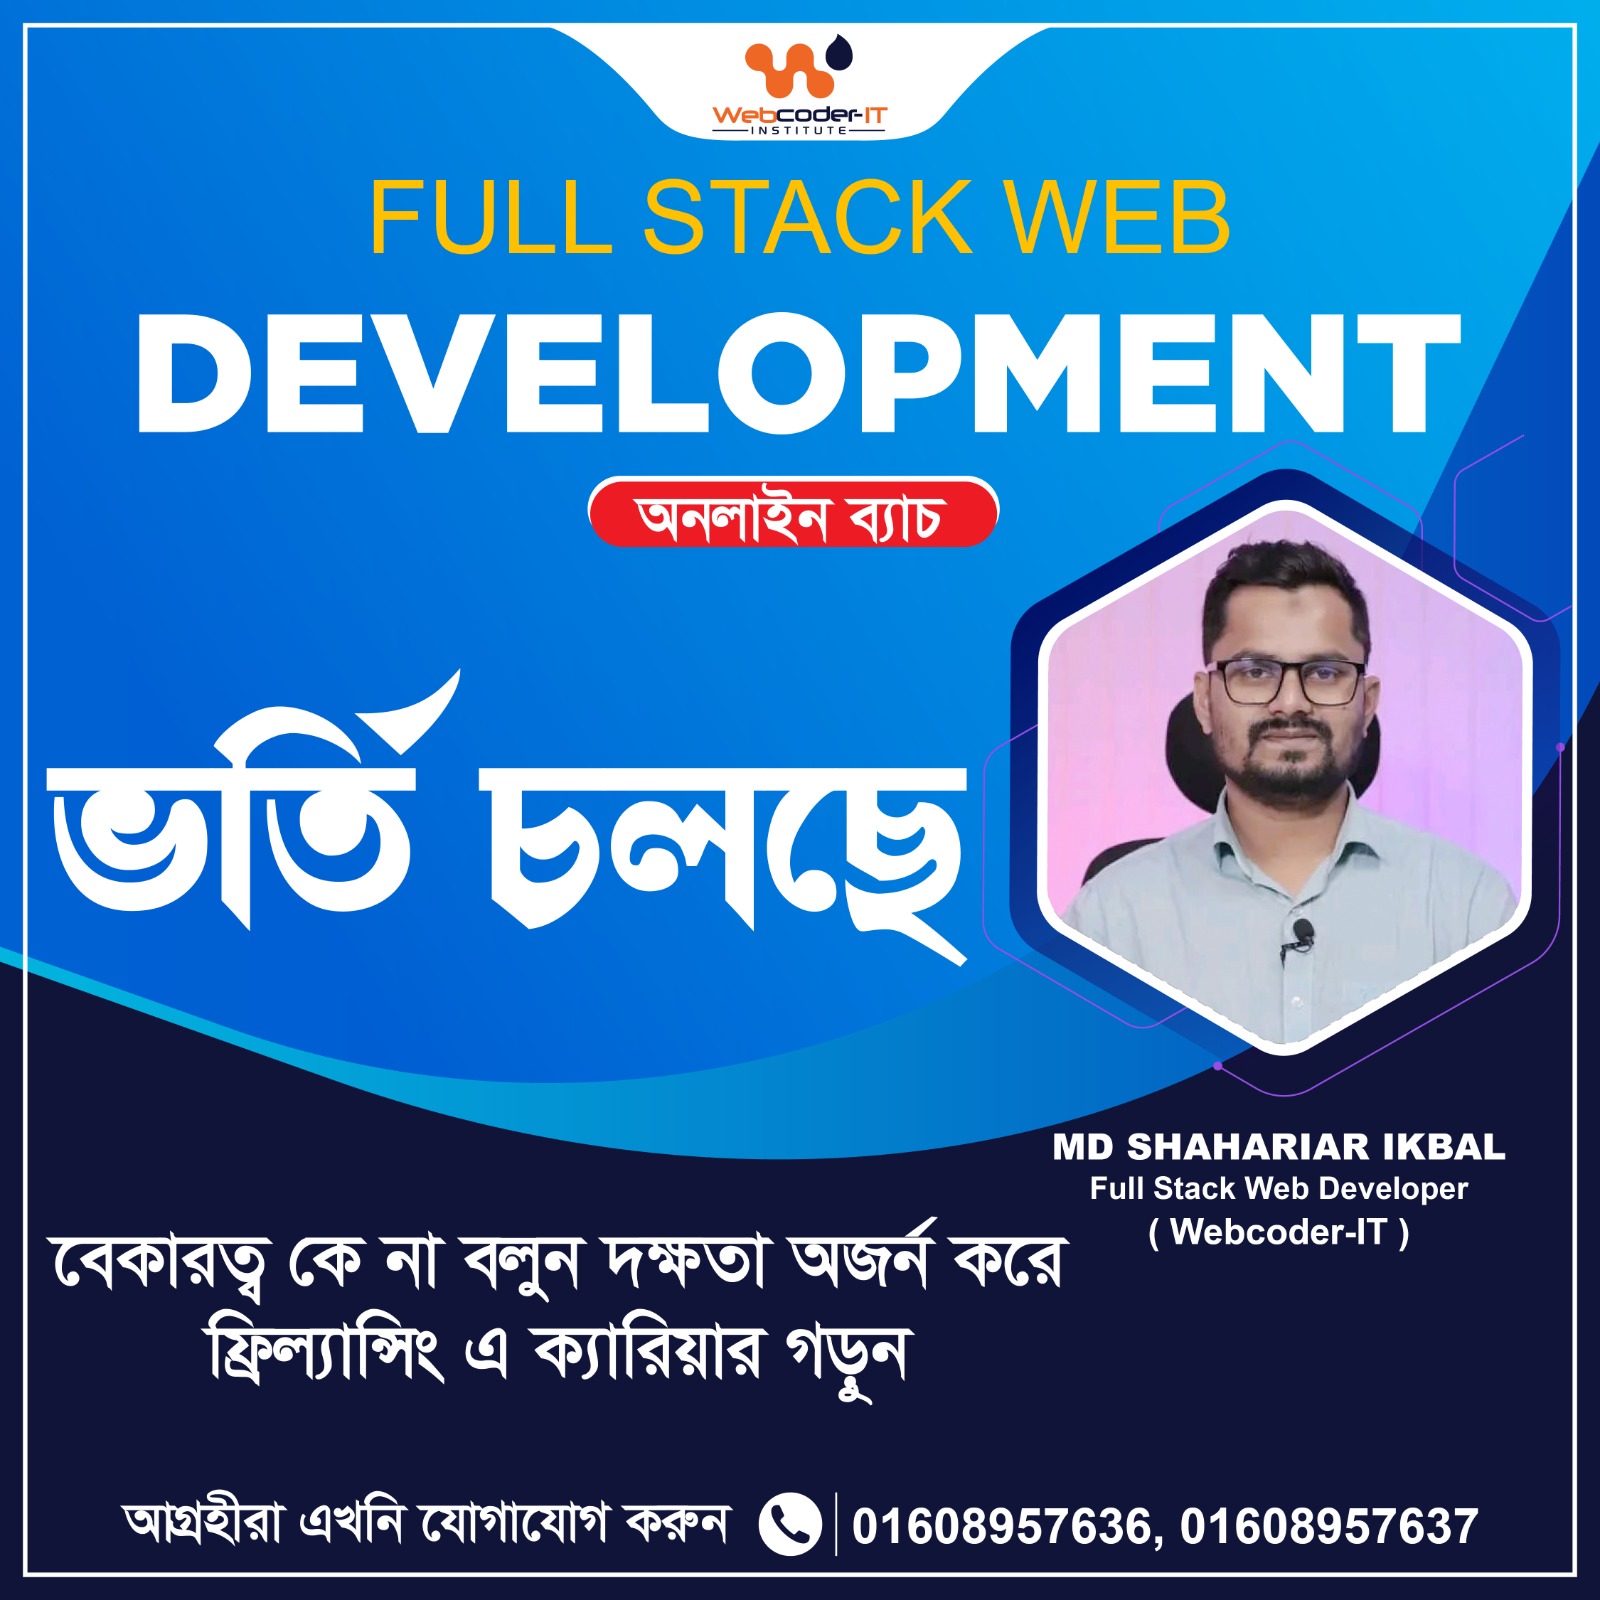 Webcoder-IT
INSTITUTE
FULL STACK WEB
DEVELOPMENT
অনলাইন ব্যাচ
ভর্তি চলছে
MD SHAHARIAR IKBAL
Full Stack Web Developer
( Webcoder-IT )
বেকারত্ব কে না বলুন দক্ষতা অর্জন করে
ফ্রিল্যান্সিং এ ক্যারিয়ার গড়ুন
আগ্রহীরা এখনি যোগাযোগ করুন 01608957636, 01608957637